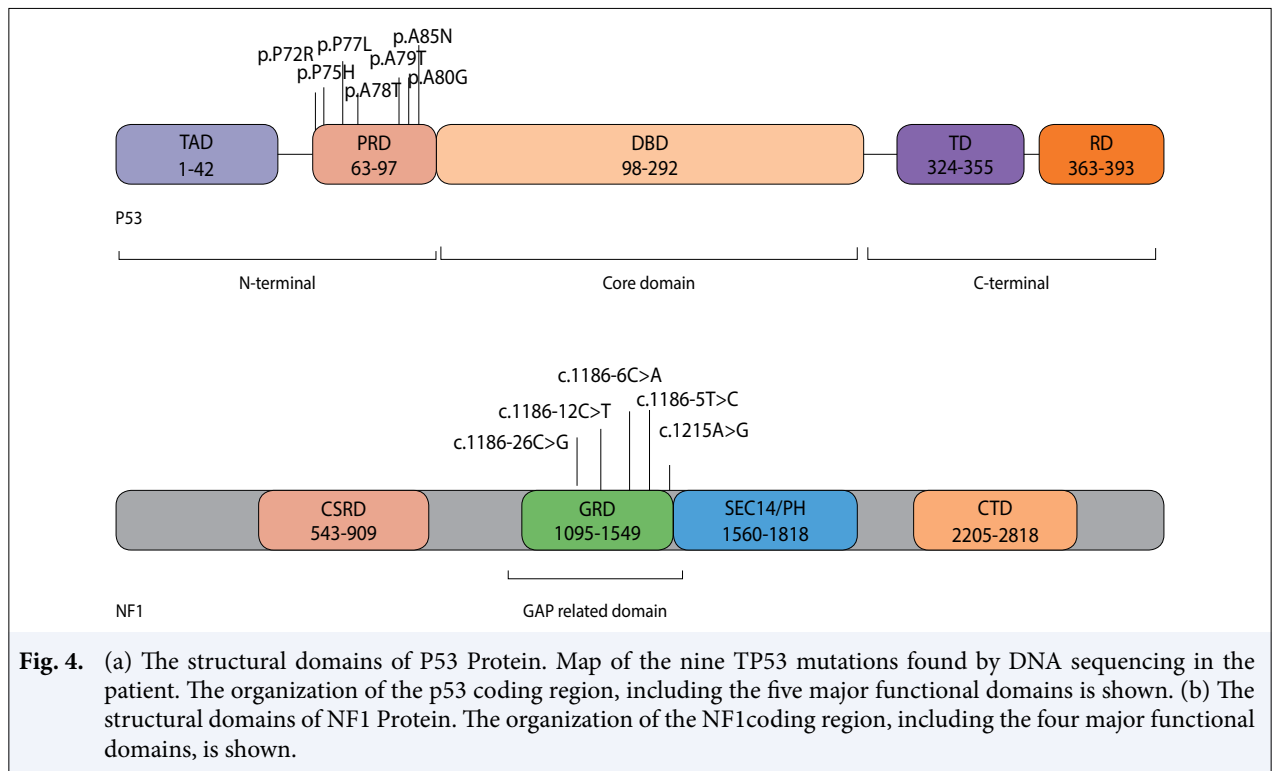 p.A85N
p.P72R
p.P77L
p.A79T
p.P75H
p.A80G
p.A78T
TAD
1-42
PRD
63-97
DBD
98-292
TD
324-355
RD
363-393
P53
N-terminal
Core domain
C-terminal
c.1186-6C>A
c.1186-12C>T
c.1186-5T>C
c.1186-26C>G
c.1215A>G
CSRD
543-909
GRD
1095-1549
SEC14/PH
1560-1818
CTD
2205-2818
NF1
GAP related domain
Fig. 4. (a) The structural domains of P53 Protein. Map of the nine TP53 mutations found by DNA sequencing in the
patient. The organization of the p53 coding region, including the five major functional domains is shown. (b) The
structural domains of NF1 Protein. The organization of the NF1coding region, including the four major functional
domains, is shown.